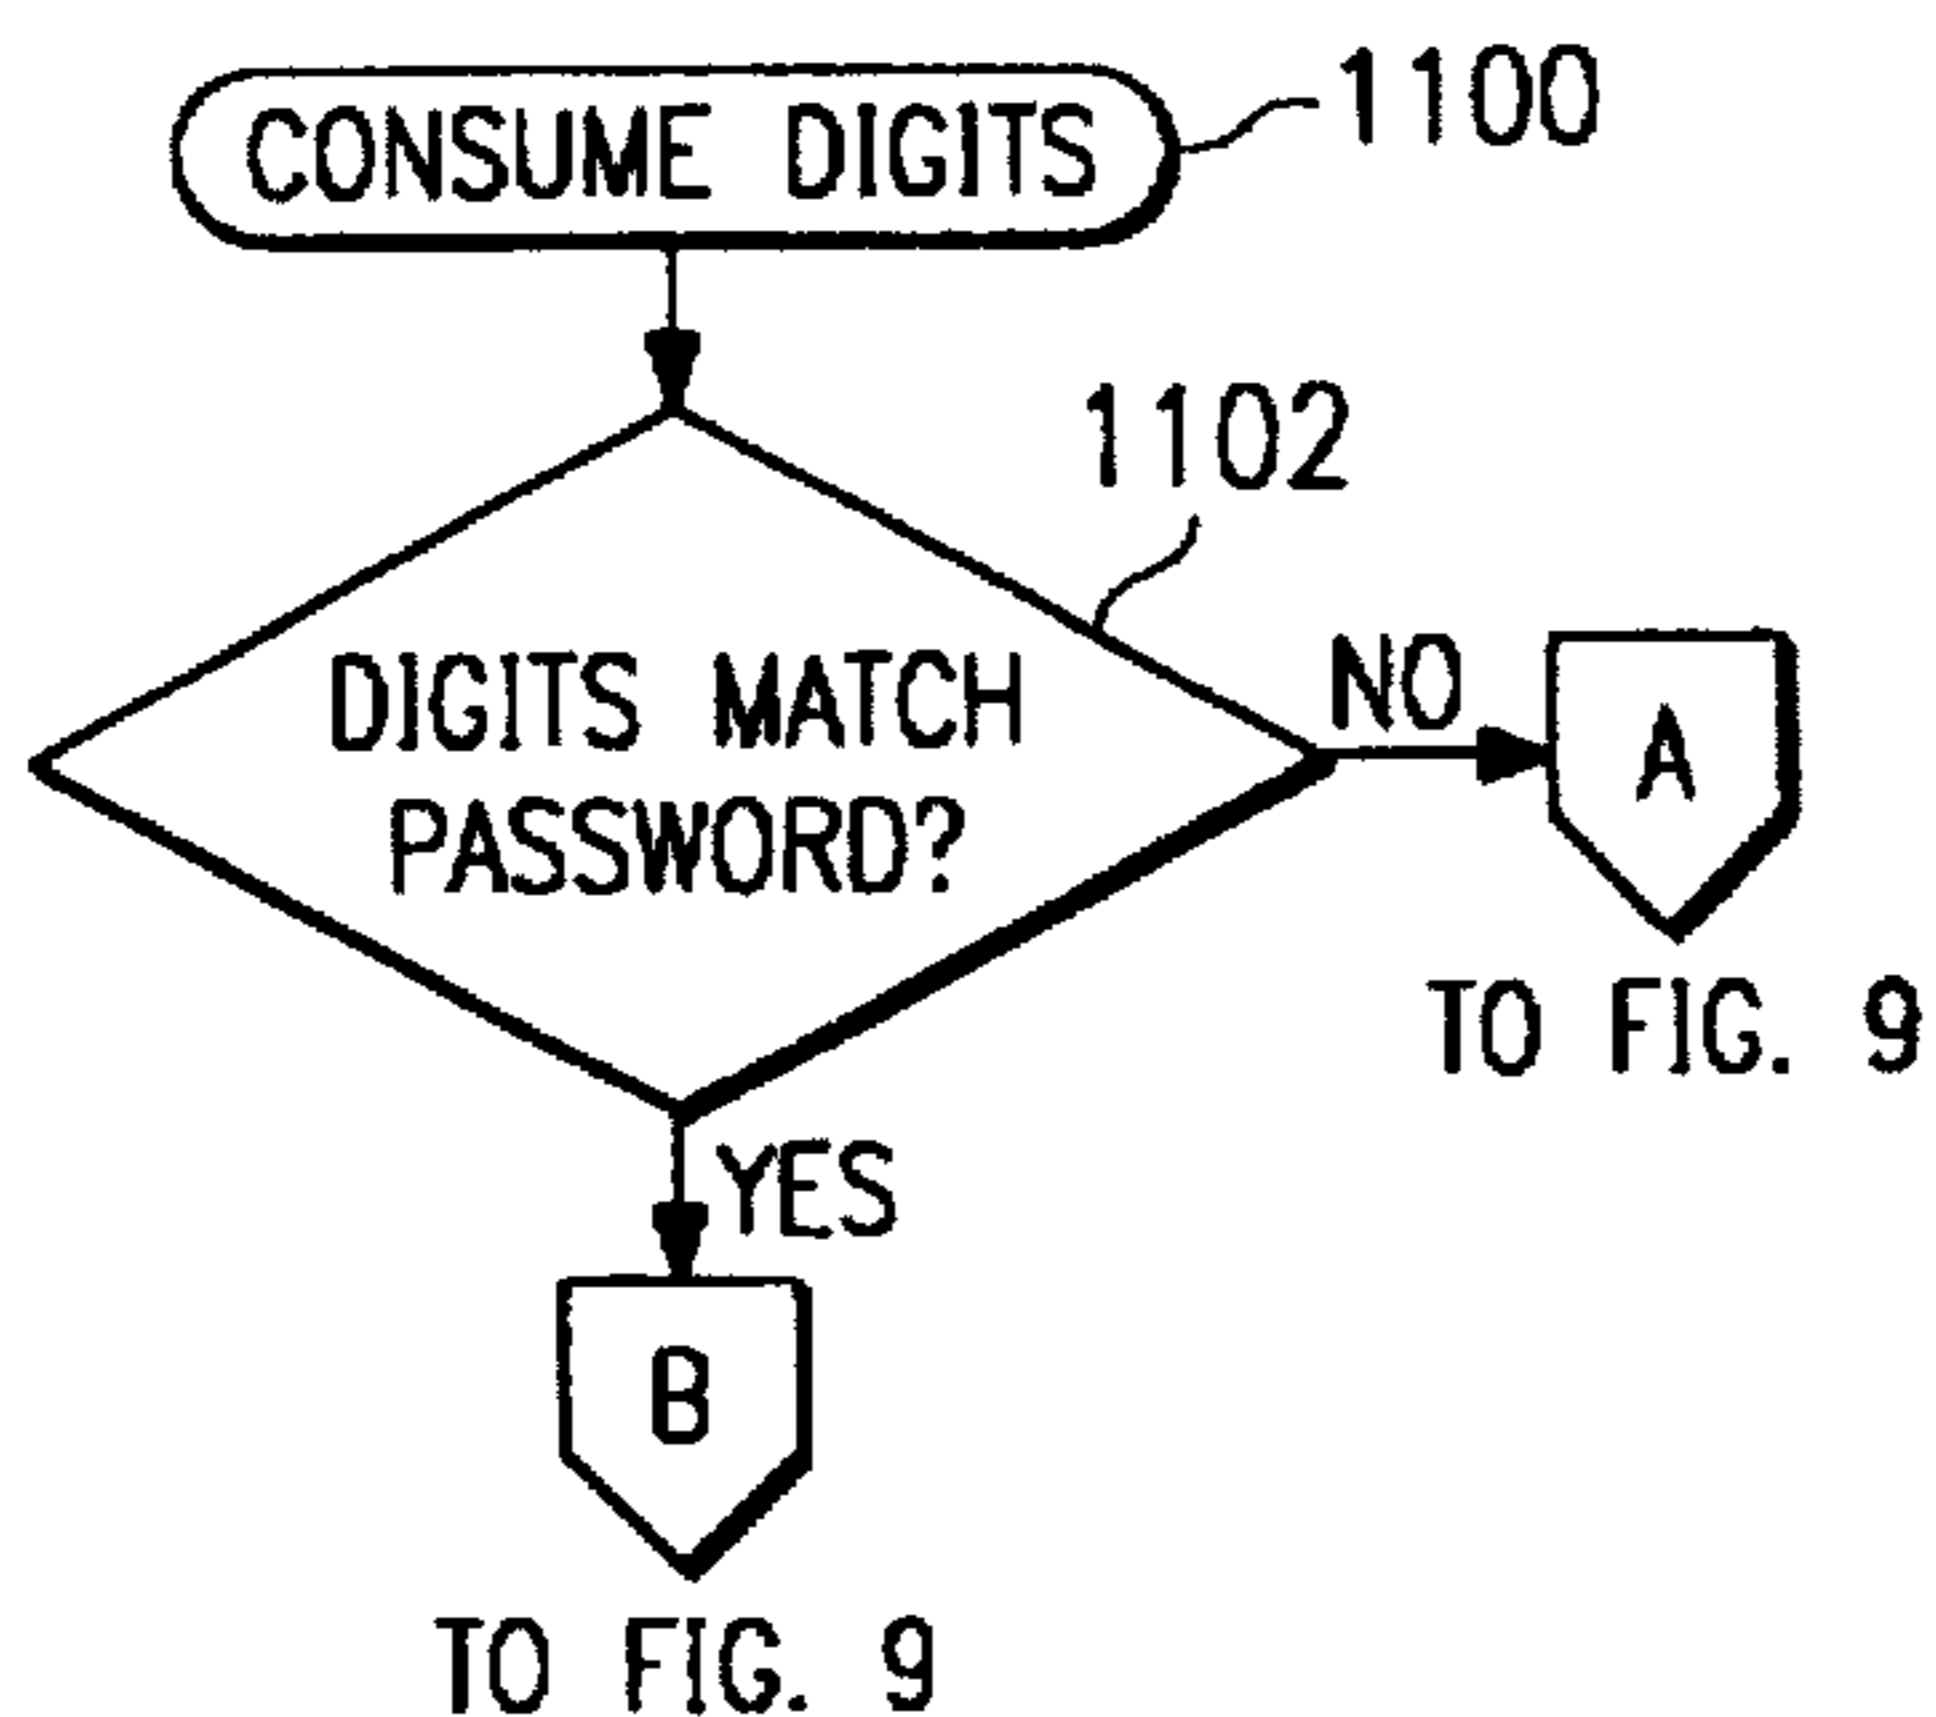 CONSUME DIGITS
1100
1102
DIGITS MATCH
PASSWORD?
NO
A
TO FIG. 9
YES
B
TO FIG. 9